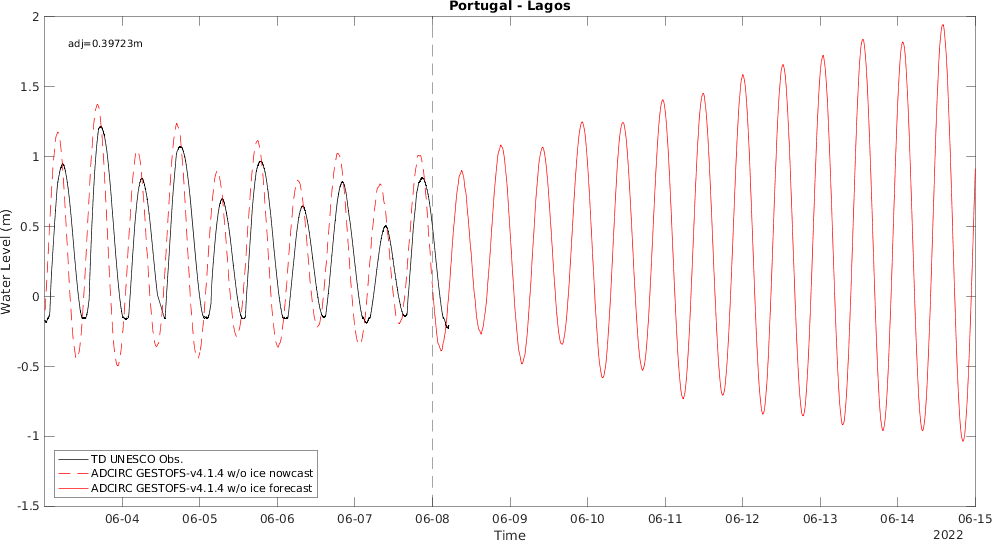 Portugal - Lagos
adj=0.39723m
Water Level (m)
2
1.5
1
0.5
0
-0.5
-1
-1.5
TD UNESCO Obs.
ADCIRC GESTOFS-v4.1.4 w/o ice nowcast
ADCIRC GESTOFS-v4.1.4 w/o ice forecast
06-04 06-05 06-06 06-07 06-08 06-09 06-10 06-11 06-12 06-13 06-14 06-15
Time
2022